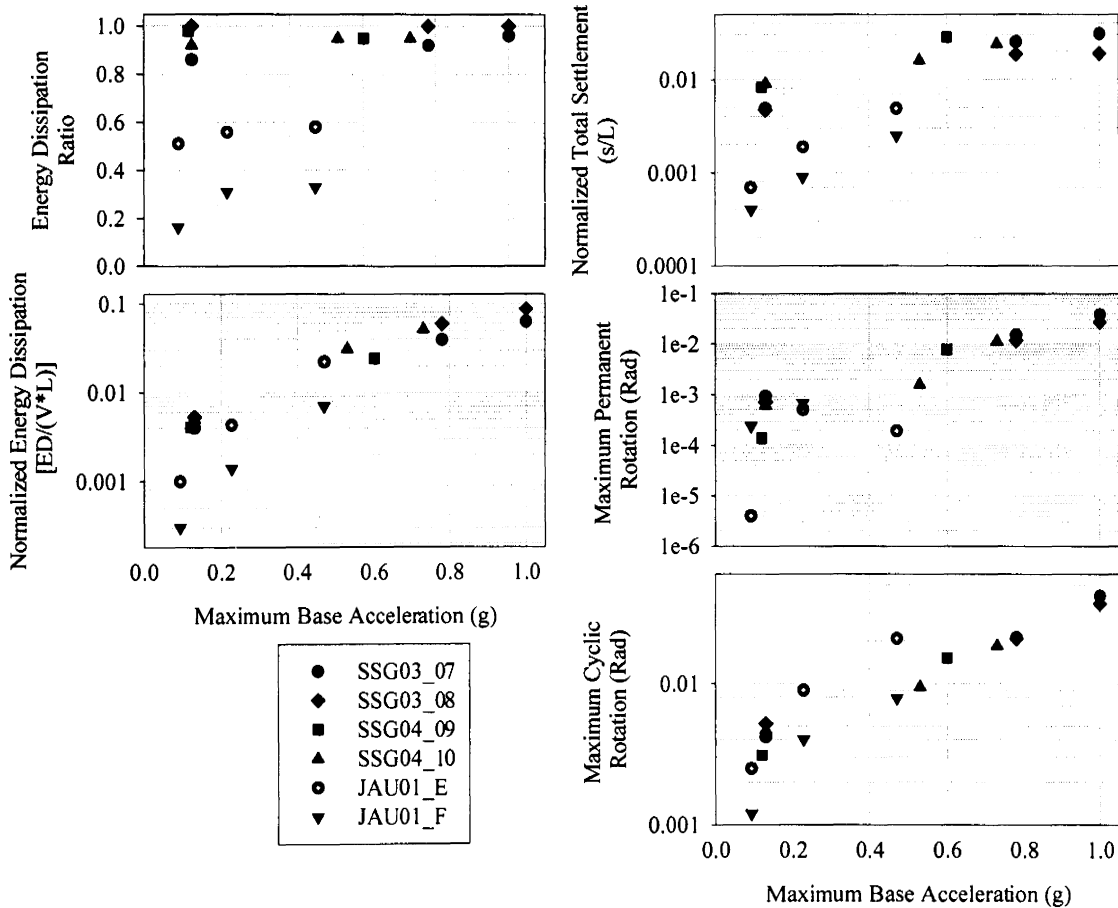 Energy Dissipation
Ratio
1.0
0.8
0.6
0.4
0.2
0.0
Normalized Energy Dissipation
[ED/(V*L)]
0.1
0.01
0.001
0.0 0.2 0.4 0.6 0.8 1.0
Maximum Base Acceleration (g)
SSG03_07
SSG03_08
SSG04_09
SSG04_10
JAU01_E
JAU01_F
Normalized Total Settlement
(s/L)
0.01
0.001
0.0001
Maximum Permanent
Rotation (Rad)
1e-1
1e-2
1e-3
1e-4
1e-5
1e-6
Maximum Cyclic
Rotation (Rad)
0.01
0.001
0.0 0.2 0.4 0.6 0.8 1.0
Maximum Base Acceleration (g)